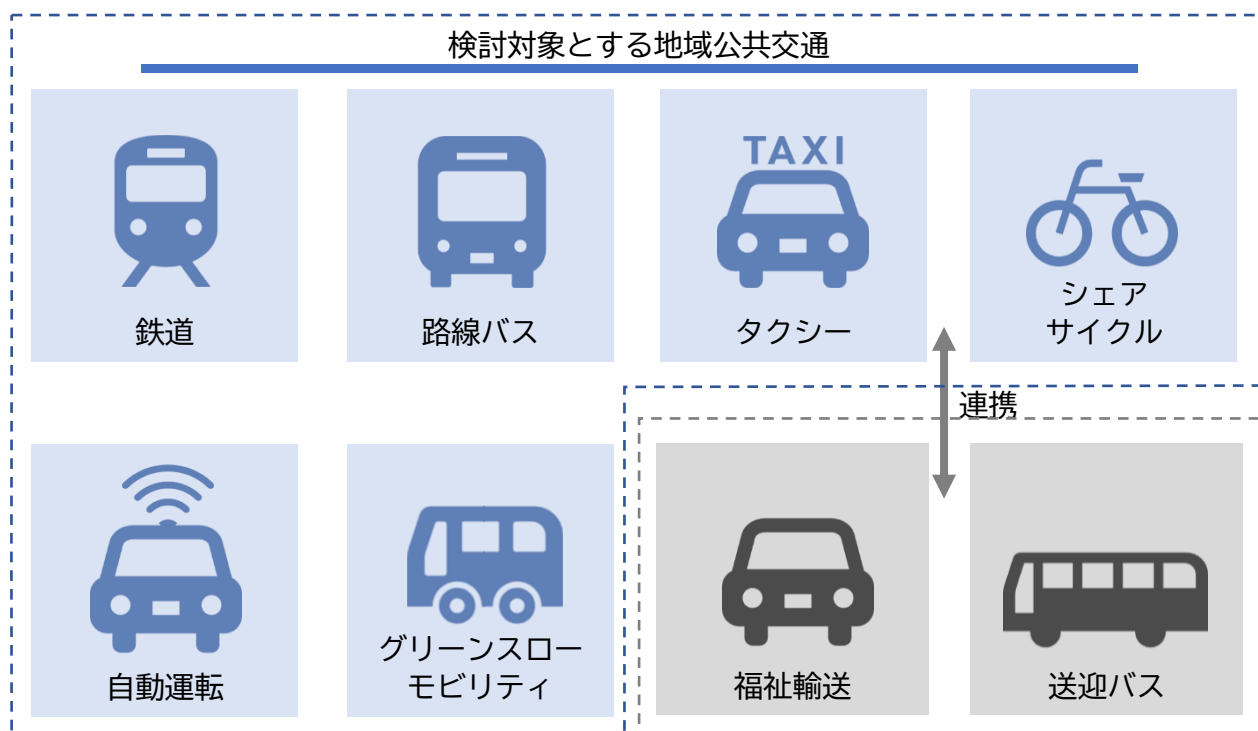 検討対象とする地域公共交通
鉄道
路線バス
TAXI
タクシー
シェア
サイクル
連携
自動運転
グリーンスロー
モビリティ
福祉輸送
送迎バス